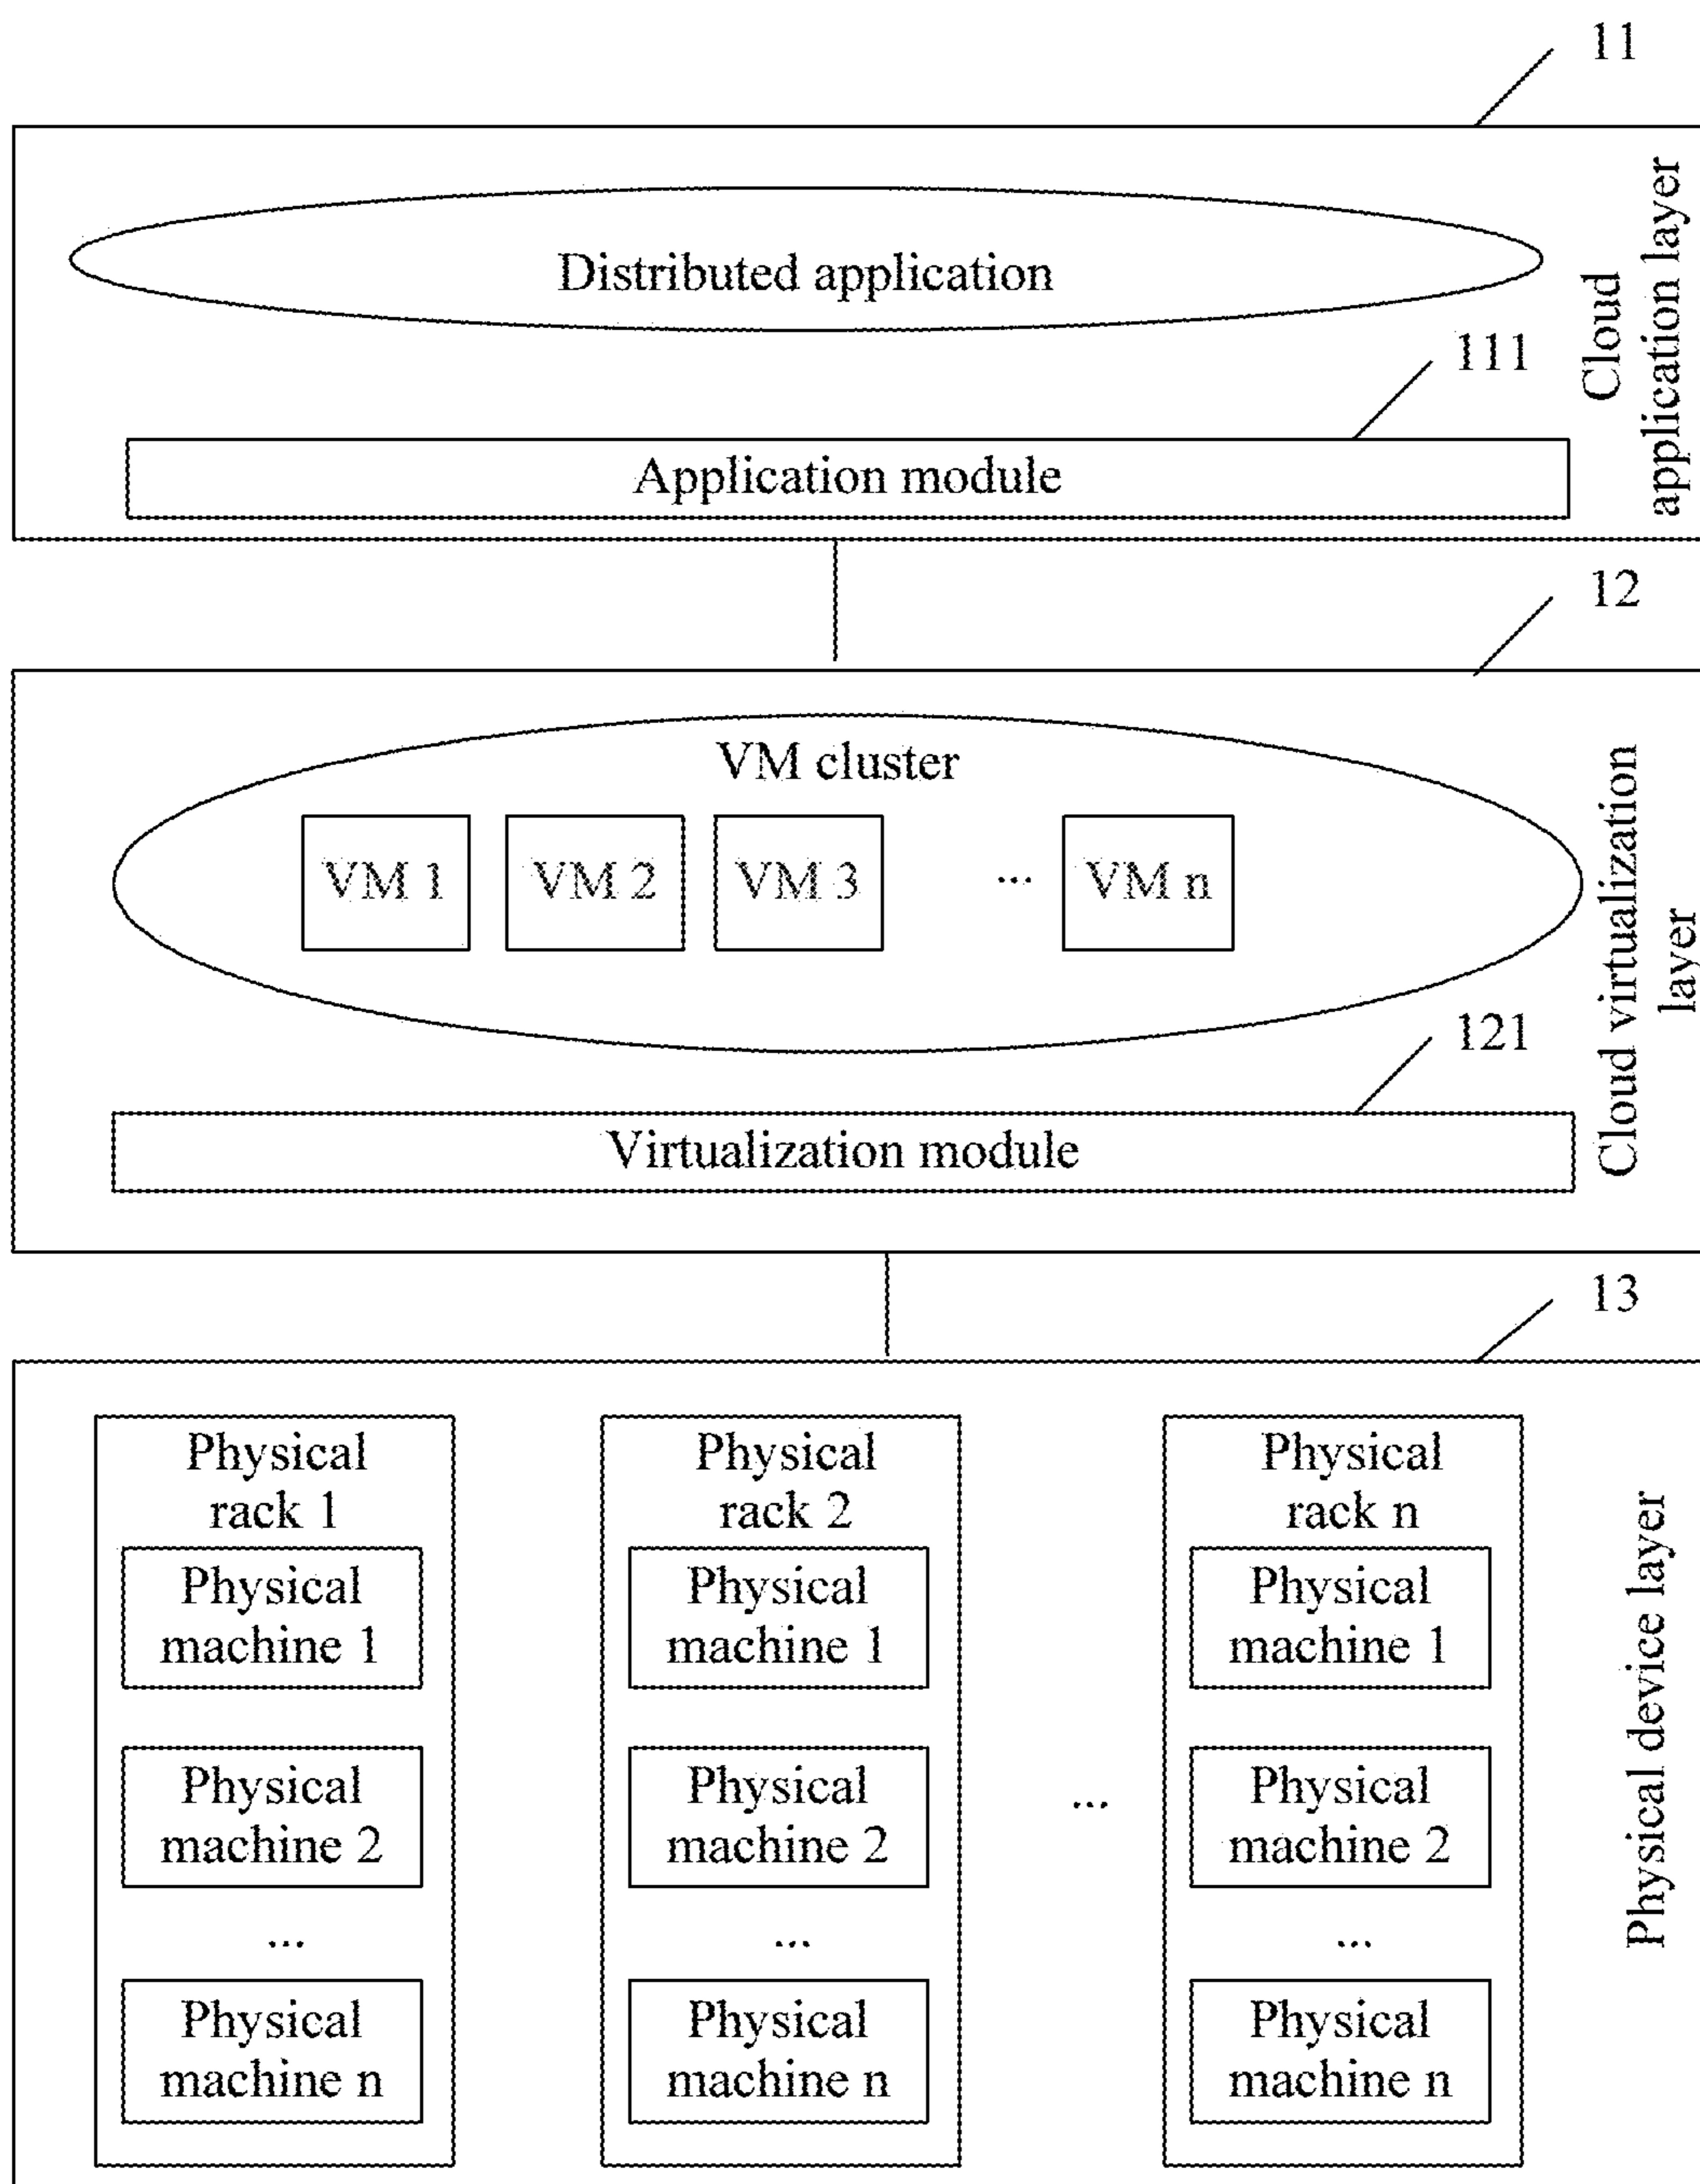 11
Distributed application
Cloud
application layer
111
Application module
12
VM cluster
VM 1
VM 2
VM 3
...
VM n
Cloud virtualization
layer
121
Virtualization module
13
Physical
rack 1
Physical
machine 1
Physical
machine 2
...
Physical
machine n
Physical
rack 2
Physical
machine 1
Physical
machine 2
...
Physical
machine n
...
Physical
rack n
Physical
machine 1
Physical
machine 2
...
Physical
machine n
Physical device layer